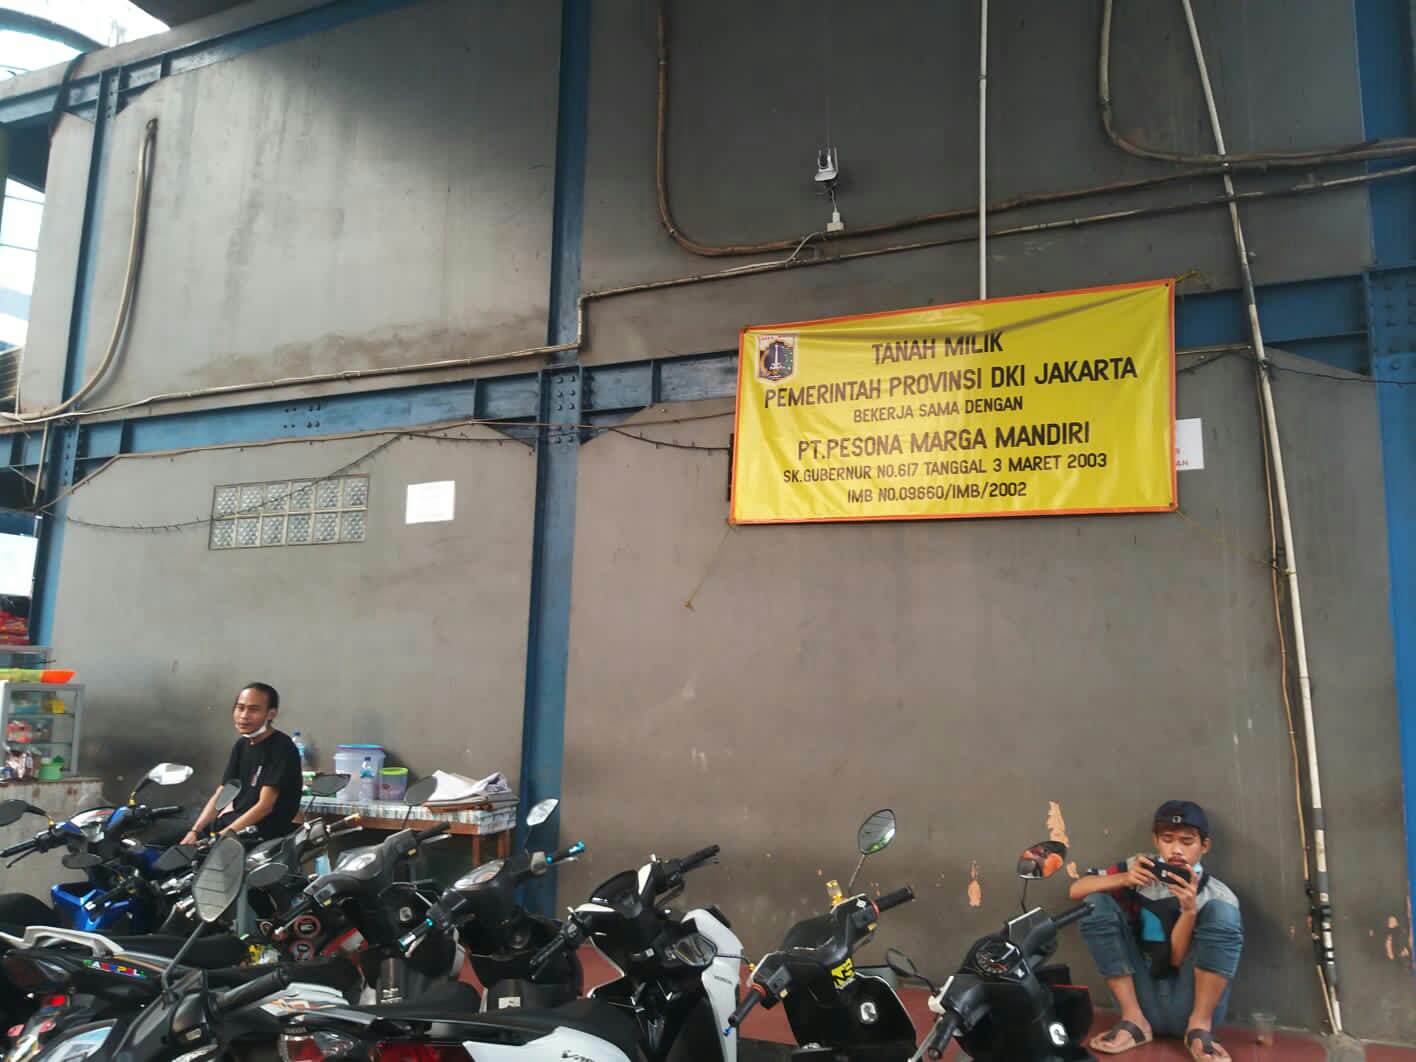 TANAH MILIK
PEMERINTAH PROVINSI DKI JAKARTA
BEKERJA SAMA DENGAN
PT.PESONA MARGA MANDIRI
SK.GUBERNUR NO.617 TANGGAL 3 MARET 2003
IMB NO.09660/IMB/2002